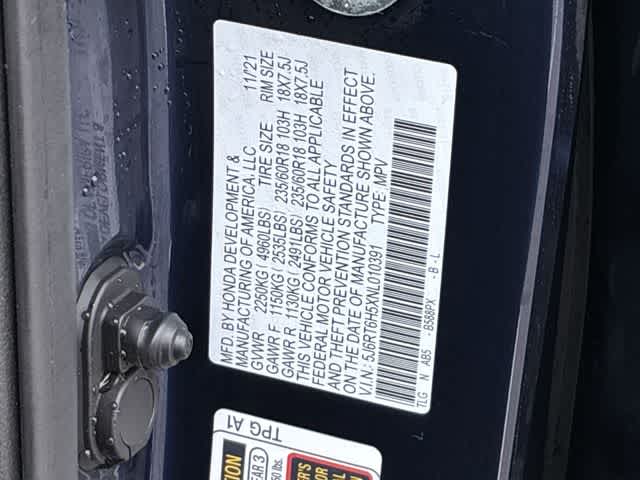 MFD. BY HONDA DEVELOPMENT & 11/21
MANUFACTURING OF AMERICA, LLC
GVWR 2250KG ( 4960LBS) TIRE SIZE RIM SIZE
GAWR F. 1150KG ( 2535LBS) 235/60R18 103H 18X7.5J
GAWR R. 1130KG ( 2491LBS) 235/60R18 103H 18X7.5J
THIS VEHICLE CONFORMS TO ALL APPLICABLE
FEDERAL MOTOR VEHICLE SAFETY
AND THEFT PREVENTION STANDARDS IN EFFECT
ON THE DATE OF MANUFACTURE SHOWN ABOVE.
V.I.N.: 5J6RT6H5XNL010391 TYPE: MPV
TLG N AB5 -B588PX -B-L
TPG A1